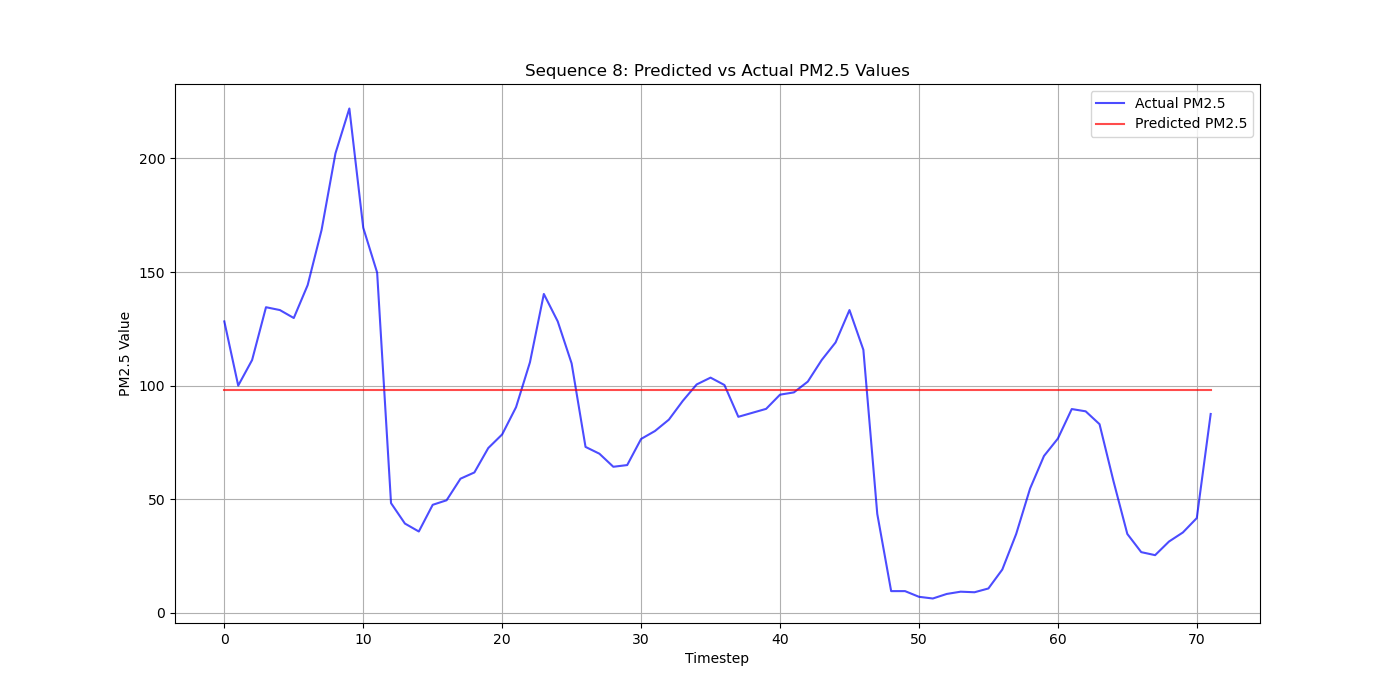 Sequence 8: Predicted vs Actual PM2.5 Values
Actual PM2.5
Predicted PM2.5
PM2.5 Value
200
150
100
50
0
0 10 20 30 40 50 60 70
Timestep